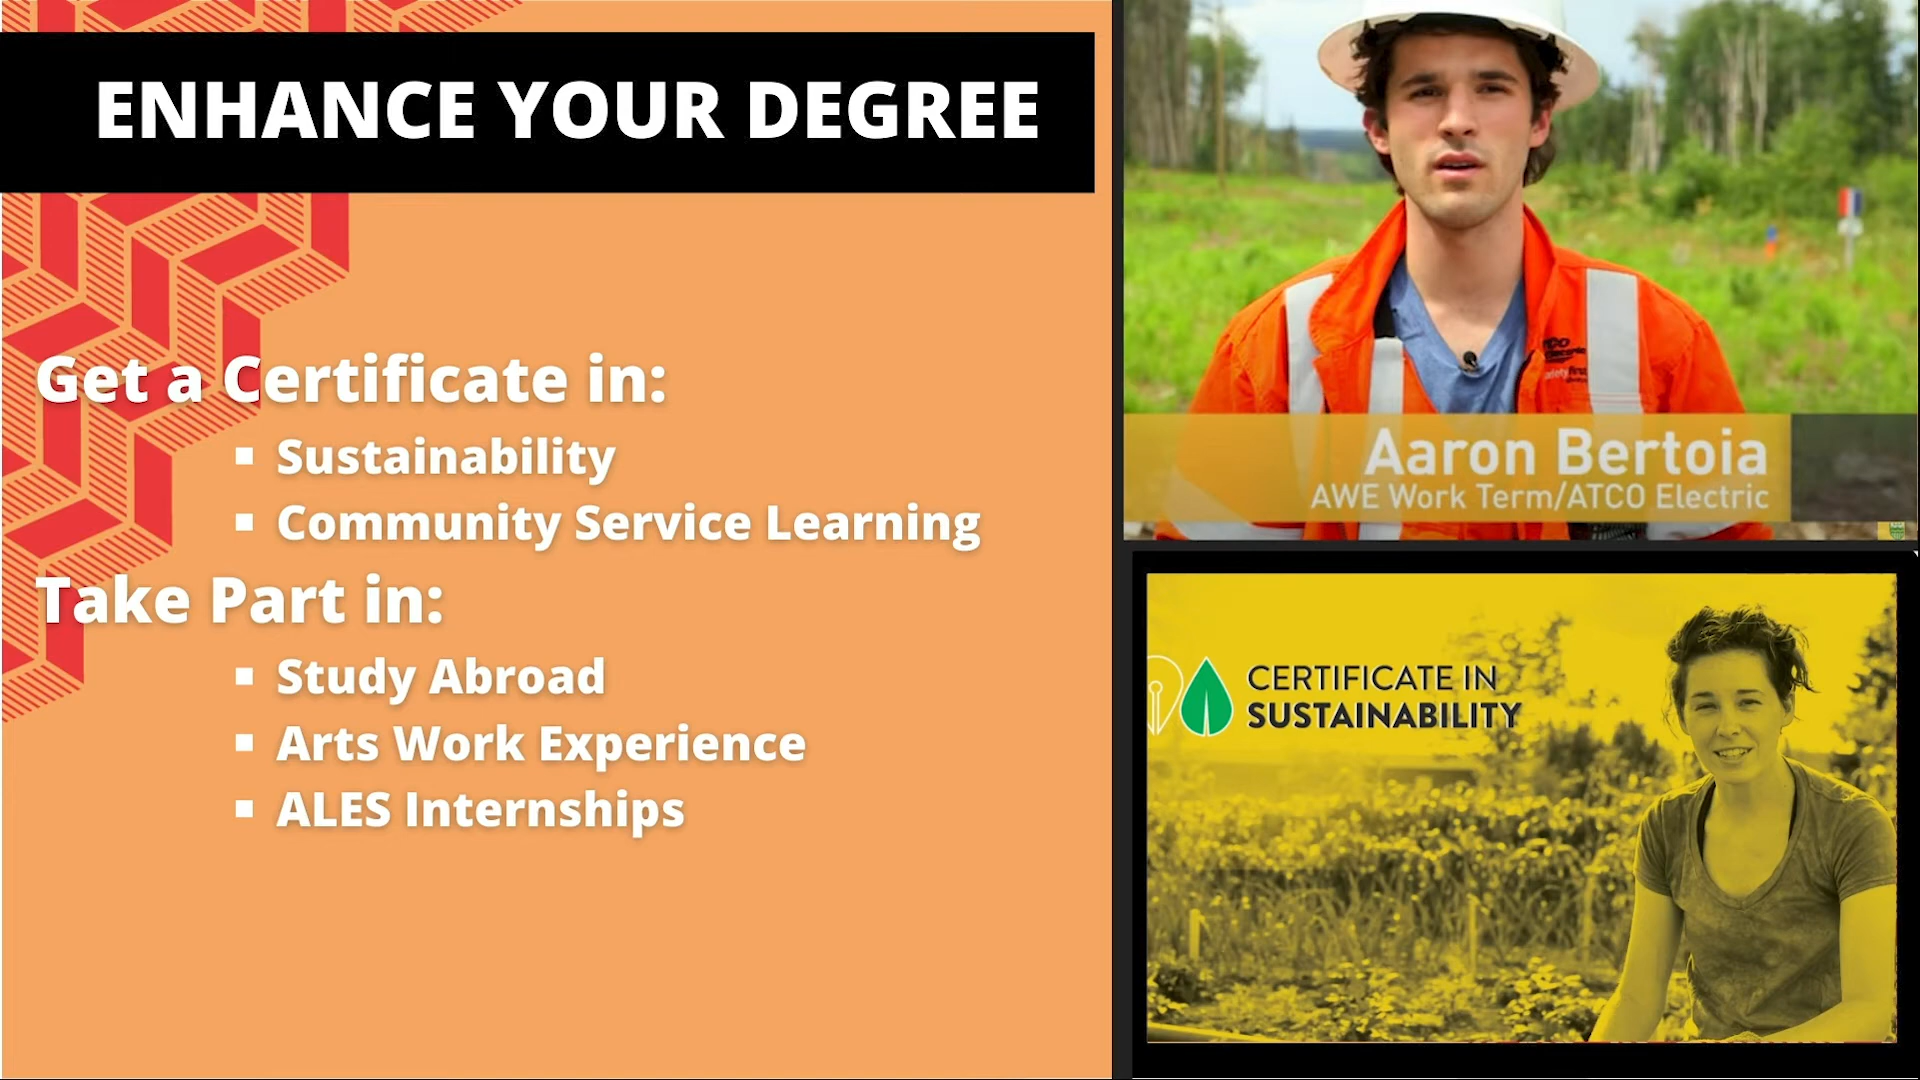 ENHANCE YOUR DEGREE
Get a Certificate in:
Sustainability
Community Service Learning
Take Part in:
Study Abroad
Arts Work Experience
ALES Internships
Aaron Bertoia
AWE Work Term/ATCO Electric
CERTIFICATE IN
SUSTAINABILITY